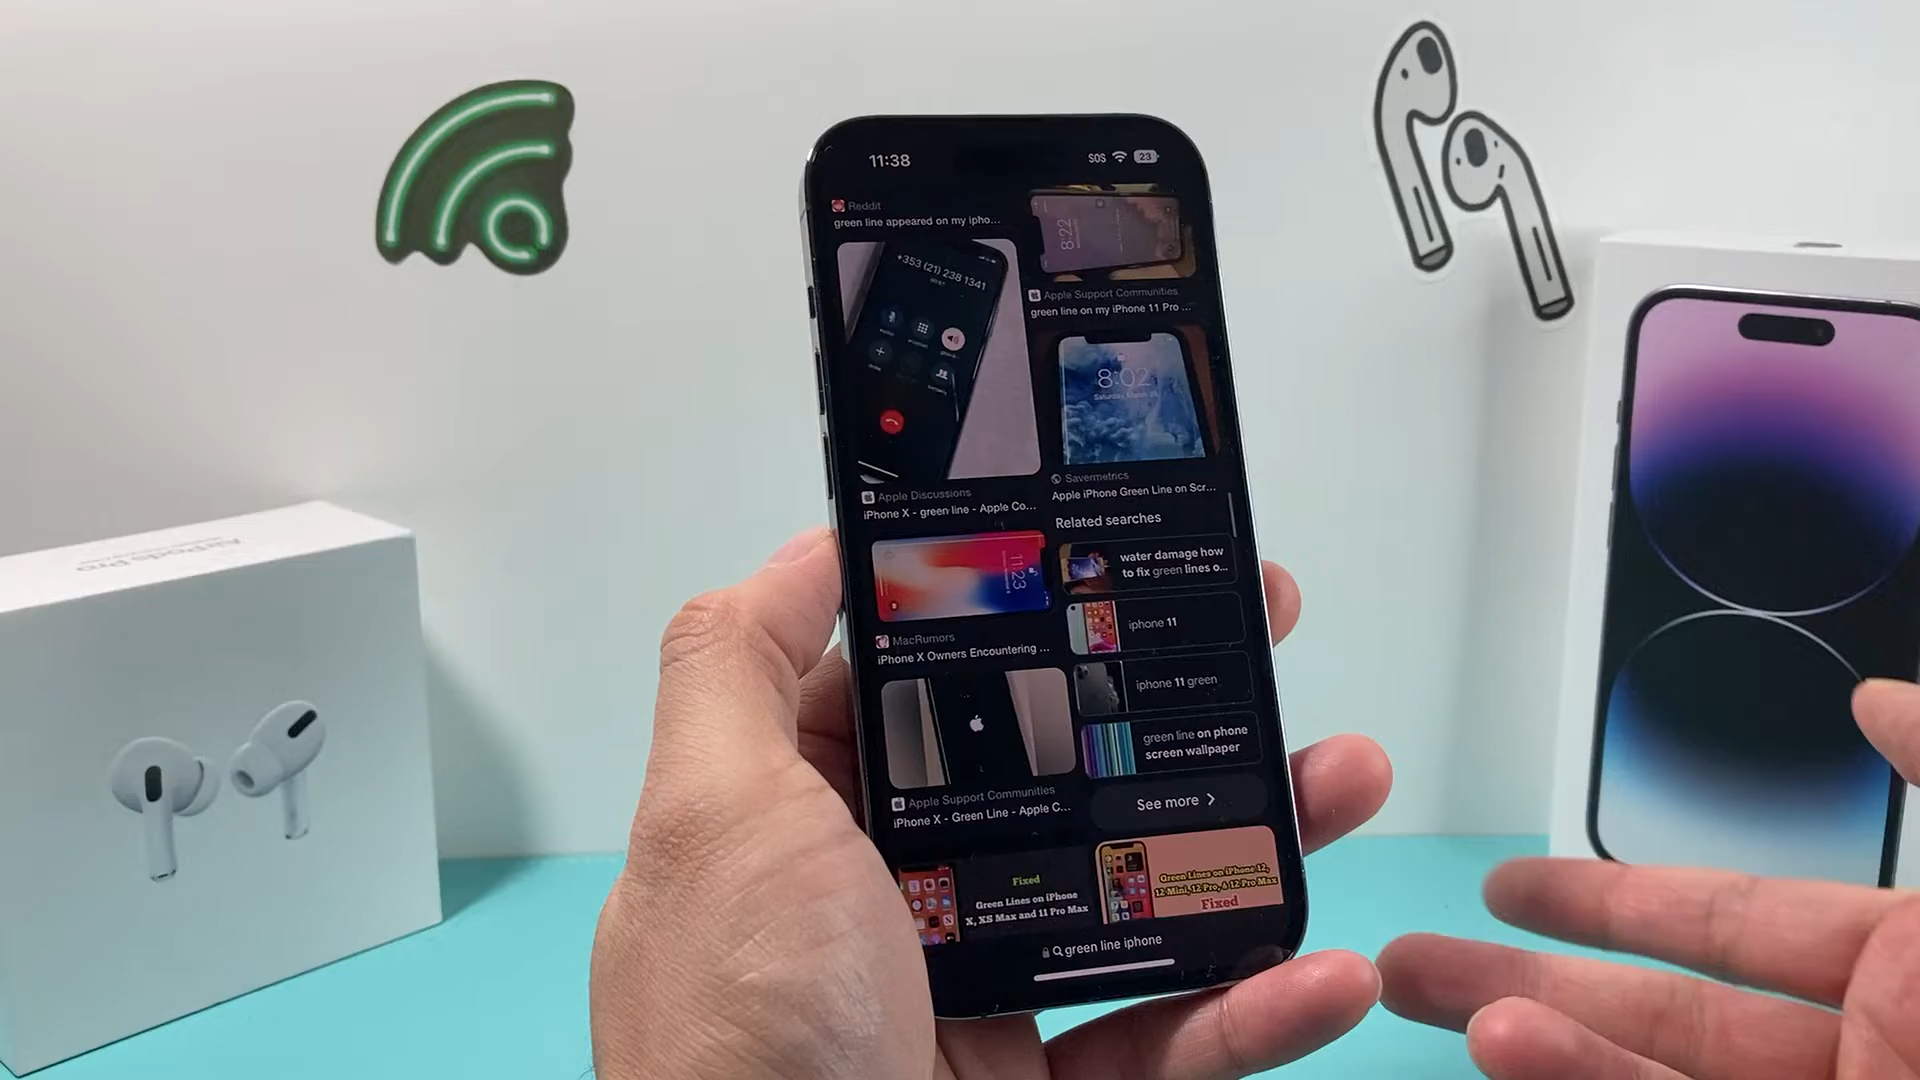 11:38
SOS
23
Reddit
green line appeared on my ipho...
8:22
+353 (21) 238 1341
Apple Support Communities
green line on my iPhone 11 Pro ...
8:02
Apple Discussions
iPhone X - green line - Apple Co...
Savermetrics
Apple iPhone Green Line on Scr...
Related searches
water damage how
to fix green lines o...
11:23
iphone 11
MacRumors
iPhone X Owners Encountering ...
iphone 11 green
green line on phone
screen wallpaper
Apple Support Communities
iPhone X - Green Line - Apple C...
See more
Fixed
Green Lines on iPhone
X, XS Max and 11 Pro Max
Green Lines on iPhone 12,
12 Mini, 12 Pro, & 12 Pro Max
Fixed
green line iphone
AirPods Pro